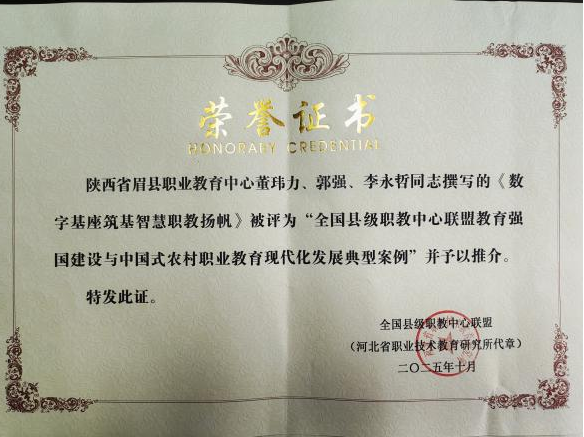 荣誉证书
HONORARY CREDENTIAL
陕西省眉县职业教育中心董玮力、郭强、李永哲同志撰写的《数
字基座筑基智慧职教扬帆》被评为“全国县级职教中心联盟教育强
国建设与中国式农村职业教育现代化发展典型案例”并予以推介。
特发此证。
全国县级职教中心联盟
（河北省职业技术教育研究所代章）
二〇二五年十月